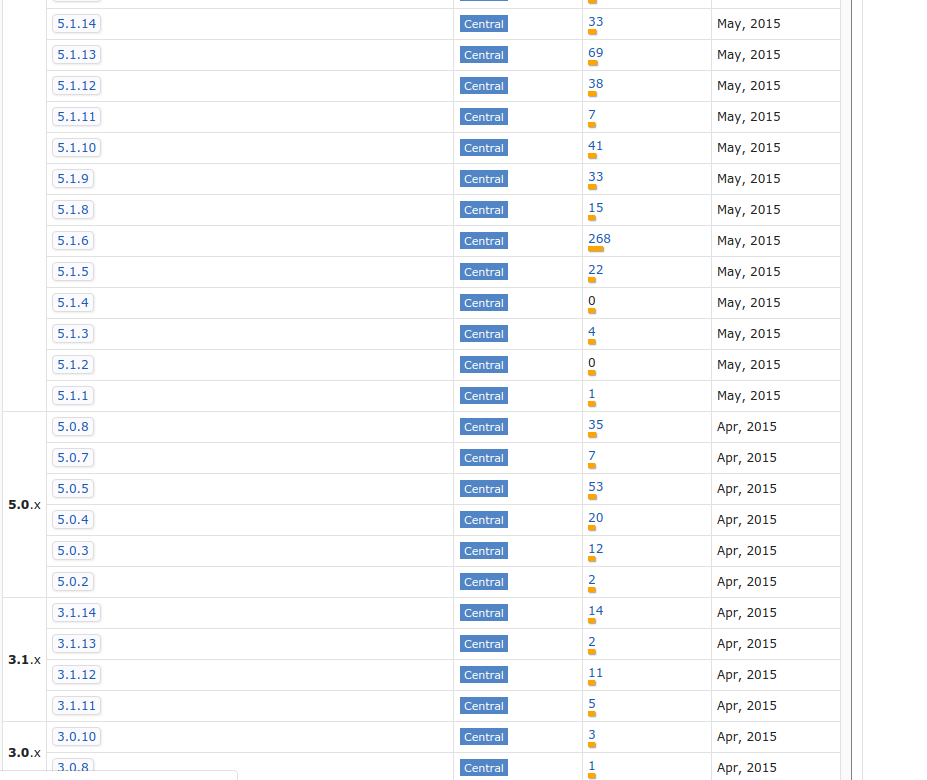 5.1.14 Central 33 May, 2015
5.1.13 Central 69 May, 2015
5.1.12 Central 38 May, 2015
5.1.11 Central 7 May, 2015
5.1.10 Central 41 May, 2015
5.1.9 Central 33 May, 2015
5.1.8 Central 15 May, 2015
5.1.6 Central 268 May, 2015
5.1.5 Central 22 May, 2015
5.1.4 Central 0 May, 2015
5.1.3 Central 4 May, 2015
5.1.2 Central 0 May, 2015
5.1.1 Central 1 May, 2015
5.0.8 Central 35 Apr, 2015
5.0.7 Central 7 Apr, 2015
5.0.5 Central 53 Apr, 2015
5.0.x
5.0.4 Central 20 Apr, 2015
5.0.3 Central 12 Apr, 2015
5.0.2 Central 2 Apr, 2015
3.1.14 Central 14 Apr, 2015
3.1.13 Central 2 Apr, 2015
3.1.x
3.1.12 Central 11 Apr, 2015
3.1.11 Central 5 Apr, 2015
3.0.10 Central 3 Apr, 2015
3.0.x
3.0.8 Central 1 Apr, 2015